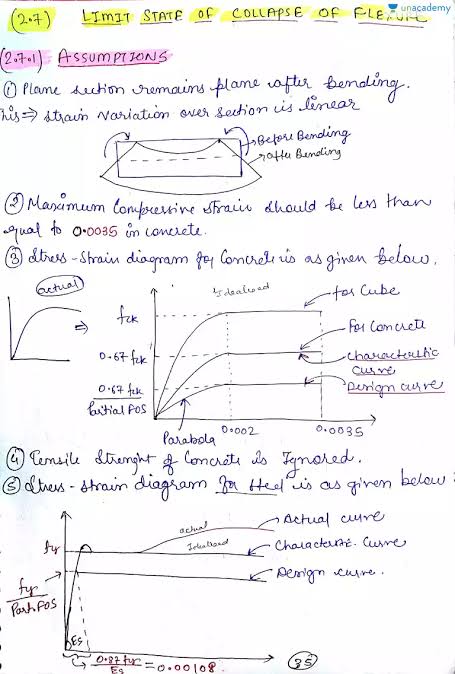 unacademy
(2.7) LIMIT STATE OF COLLAPSE OF FLEXURE
(2.7.1) ASSUMPTIONS
① Plane section remains plane after bending.
his ⇒ strain variation over section is linear
Before Bending
after Bending
② Maximum Compressive strain should be less than
equal to 0.0035 in concrete.
③ Stress-Strain diagram for Concrete is as given below.
actual
⇒
Idealised
for Cube
fck
For Concrete
0.67 fck
Characteristic
curve
0.67 fck
Partial FOS
Design curve
Parabola
0.002
0.0035
④ Tensile Strenght of Concrete is Ignored.
⑤ Stress-strain diagram for steel is as given below:
actual
Actual curve
Idealised
fy
Characteristic Curve
fy
Part. FOS
Design curve.
Es
0.87 fy
Es
= 0.00108
35